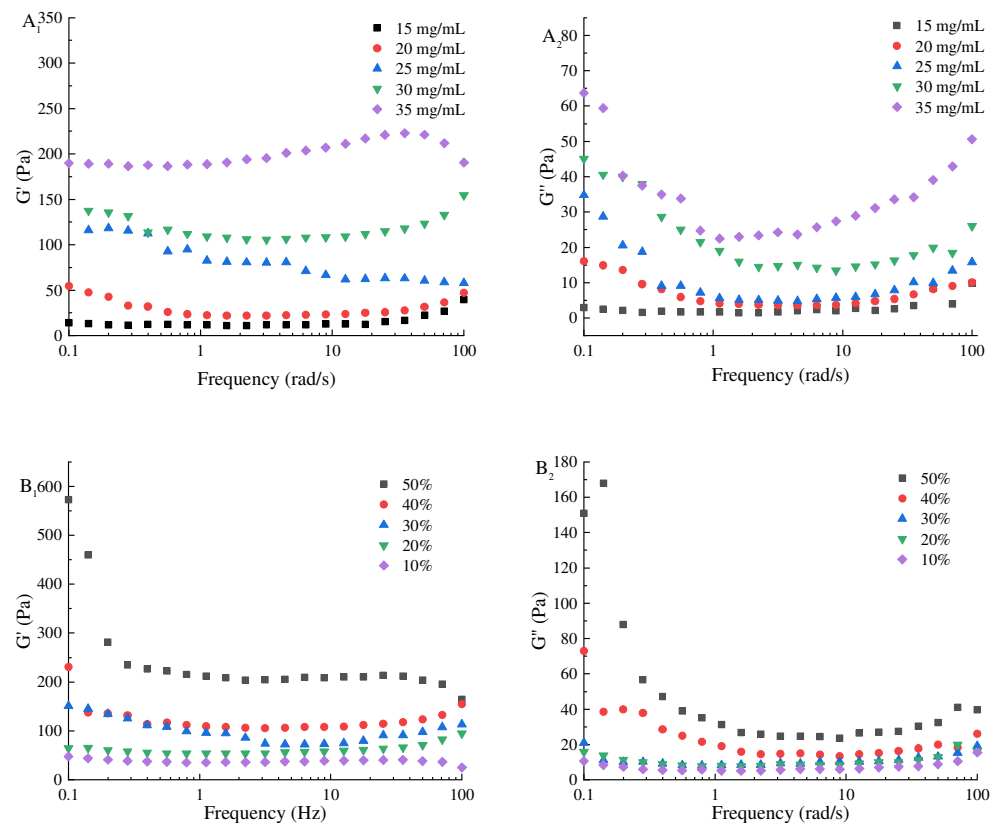 A1
350
300
250
200
150
100
50
0
G' (Pa)
0.1 1 10 100
Frequency (rad/s)
15 mg/mL
20 mg/mL
25 mg/mL
30 mg/mL
35 mg/mL
A2
80
70
60
50
40
30
20
10
0
G'' (Pa)
0.1 1 10 100
Frequency (rad/s)
15 mg/mL
20 mg/mL
25 mg/mL
30 mg/mL
35 mg/mL
B1
600
500
400
300
200
100
0
G' (Pa)
0.1 1 10 100
Frequency (Hz)
50%
40%
30%
20%
10%
B2
180
160
140
120
100
80
60
40
20
0
G'' (Pa)
0.1 1 10 100
Frequency (rad/s)
50%
40%
30%
20%
10%